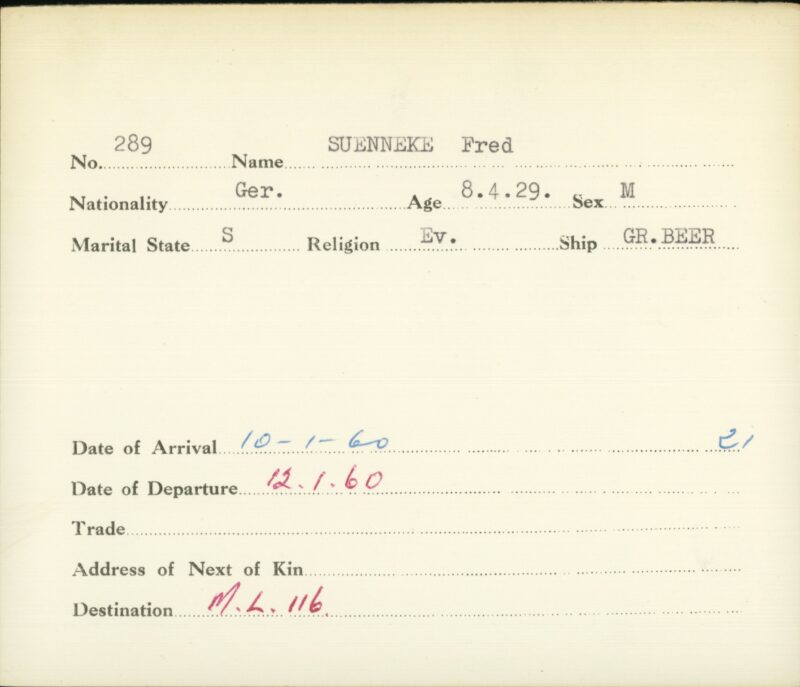 No. 289 Name SUENNEKE Fred
Nationality Ger. Age 8.4.29. Sex M
Marital State S Religion Ev. Ship GR.BEER
Date of Arrival 10-1-60 21
Date of Departure 12.1.60
Trade
Address of Next of Kin
Destination M.L.116.